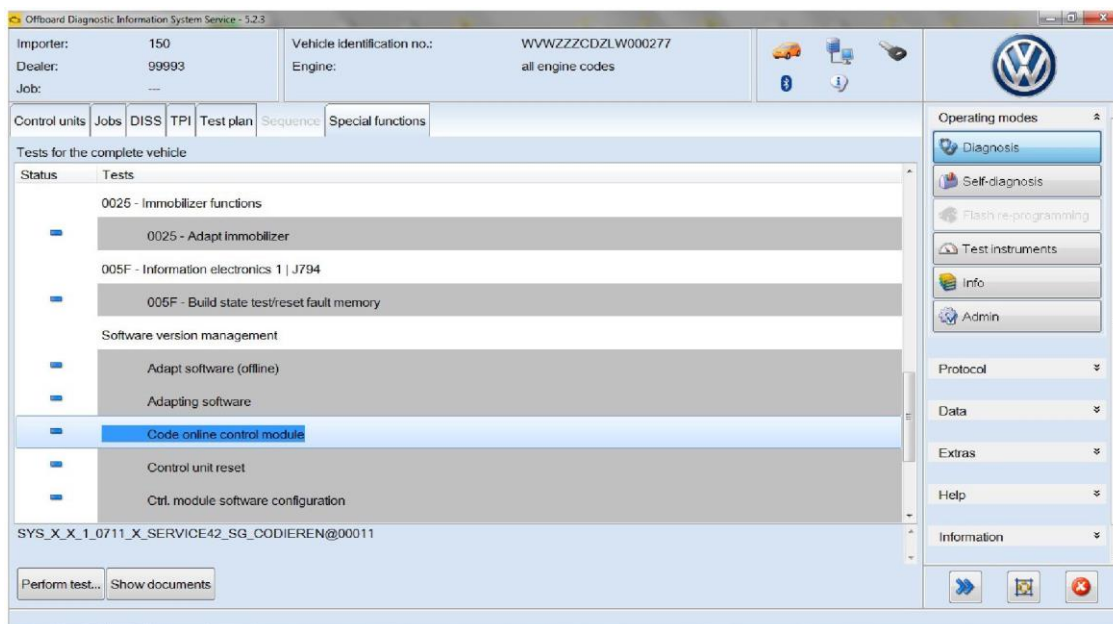 Offboard Diagnostic Information System Service - 5.2.3
Importer: 150 Vehicle identification no.: WVWZZZCDZLW000277
Dealer: 99993 Engine: all engine codes
Job: ---
Control units Jobs DISS TPI Test plan Sequence Special functions
Tests for the complete vehicle
Status Tests
0025 - Immobilizer functions
0025 - Adapt immobilizer
005F - Information electronics 1 | J794
005F - Build state test/reset fault memory
Software version management
Adapt software (offline)
Adapting software
Code online control module
Control unit reset
Ctrl. module software configuration
SYS_X_X_1_0711_X_SERVICE42_SG_CODIEREN@00011
Perform test... Show documents
Operating modes
Diagnosis
Self-diagnosis
Flash re-programming
Test instruments
Info
Admin
Protocol
Data
Extras
Help
Information